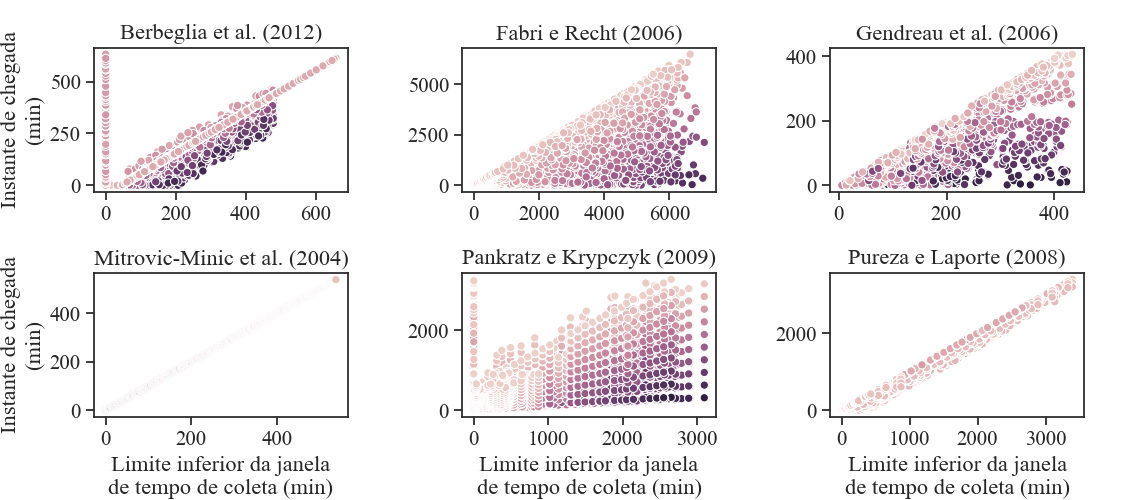 Berbeglia et al. (2012)
Fabri e Recht (2006)
Gendreau et al. (2006)
Instante de chegada
(min)
500
250
0
0 200 400 600
5000
2500
0
0 2000 4000 6000
400
200
0
0 200 400
Mitrovic-Minic et al. (2004)
Pankratz e Krypczyk (2009)
Pureza e Laporte (2008)
Instante de chegada
(min)
400
200
0
0 200 400
Limite inferior da janela
de tempo de coleta (min)
2000
0
0 1000 2000 3000
Limite inferior da janela
de tempo de coleta (min)
2000
0
0 1000 2000 3000
Limite inferior da janela
de tempo de coleta (min)